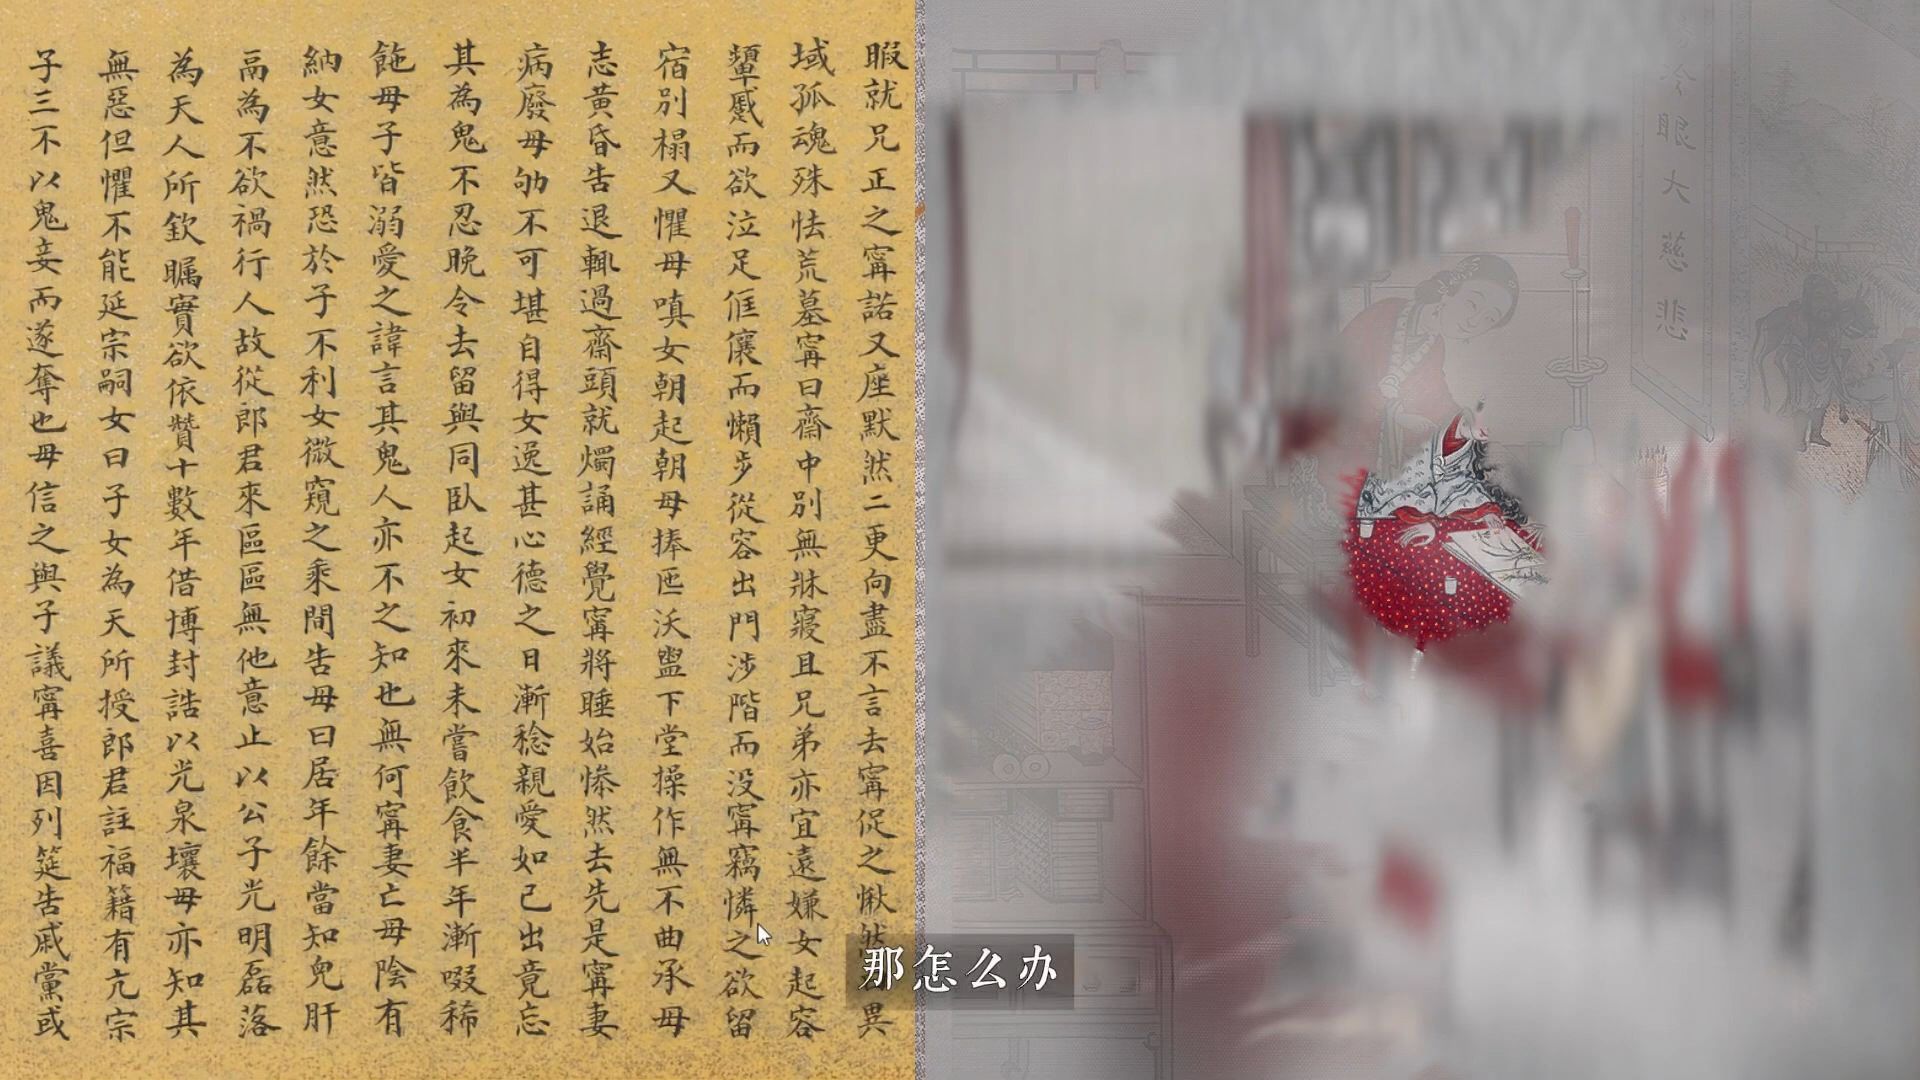 暇就兄正之寗諾又座默然二更向盡不言去寗促之愀然曰異
域孤魂殊怯荒墓寗曰齋中別無牀寢且兄弟亦宜遠嫌女起容
顰蹙而欲泣足俇儴而懶步從容出門涉階而没寗竊憐之欲留
宿別榻又懼母嗔女朝起朝母捧匜沃盥下堂操作無不曲承母
志黄昏告退輒過齋頭就燭誦經覺寗將睡始慘然去先是寗妻
病廢母劬不可堪自得女逸甚心德之日漸稔親愛如己出竟忘
其為鬼不忍晚令去留與同臥起女初來未嘗飲食半年漸啜稀
飿母子皆溺愛之諱言其鬼人亦不之知也無何寗妻亡母陰有
納女意然恐於子不利女微窺之乘間告母曰居年餘當知兒肝
鬲為不欲禍行人故從郎君來區區無他意止以公子光明磊落
為天人所欽矚實欲依贊十數年借博封誥以光泉壤母亦知其
無惡但懼不能延宗嗣女曰子女為天所授郎君註福籍有亢宗
子三不以鬼妾而遂奪也母信之與子議寗喜因列筵告戚黨或
今
眼大慈悲
那怎么办